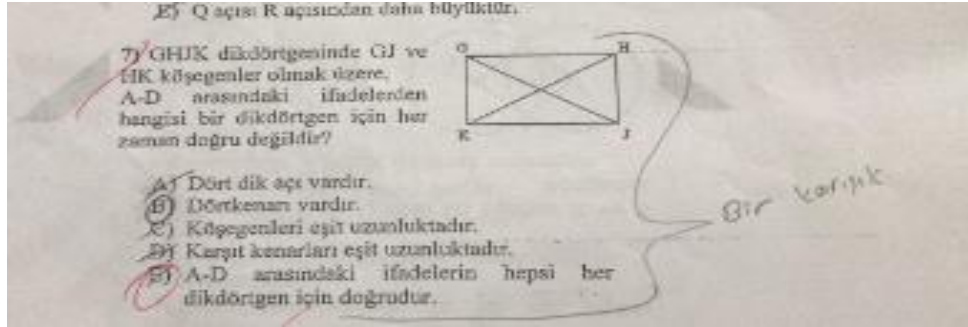 E) Q açısı R açısından daha büyüktür.
7) GHJK dikdörtgeninde GJ ve
HK köşegenler olmak üzere,
A-D arasındaki ifadelerden
hangisi bir dikdörtgen için her
zaman doğru değildir?
G H
K J
A) Dört dik açı vardır.
B) Dörtkenarı vardır.
C) Köşegenleri eşit uzunluktadır.
D) Karşıt kenarları eşit uzunluktadır.
E) A-D arasındaki ifadelerin hepsi her
dikdörtgen için doğrudur.
Bir karışık